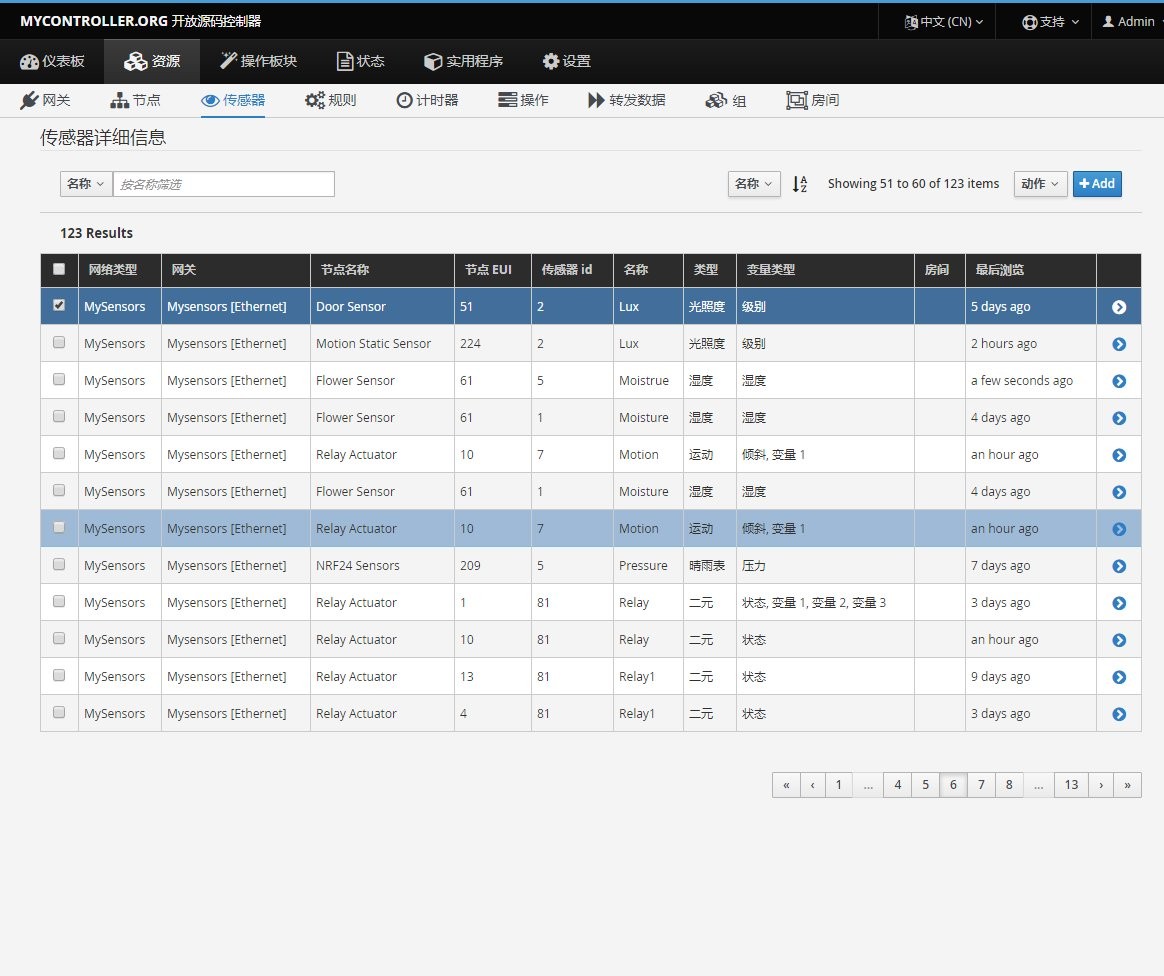 MYCONTROLLER.ORG 开放源码控制器 中文 (CN) 支持 Admin
仪表板 资源 操作板块 状态 实用程序 设置
网关 节点 传感器 规则 计时器 操作 转发数据 组 房间
传感器详细信息
名称 按名称筛选 名称 Showing 51 to 60 of 123 items 动作 Add
123 Results
网络类型 网关 节点名称 节点 EUI 传感器 id 名称 类型 变量类型 房间 最后浏览
MySensors Mysensors [Ethernet] Door Sensor 51 2 Lux 光照度 级别 5 days ago
MySensors Mysensors [Ethernet] Motion Static Sensor 224 2 Lux 光照度 级别 2 hours ago
MySensors Mysensors [Ethernet] Flower Sensor 61 5 Moistrue 湿度 湿度 a few seconds ago
MySensors Mysensors [Ethernet] Flower Sensor 61 1 Moisture 湿度 湿度 4 days ago
MySensors Mysensors [Ethernet] Relay Actuator 10 7 Motion 运动 倾斜, 变量 1 an hour ago
MySensors Mysensors [Ethernet] Flower Sensor 61 1 Moisture 湿度 湿度 4 days ago
MySensors Mysensors [Ethernet] Relay Actuator 10 7 Motion 运动 倾斜, 变量 1 an hour ago
MySensors Mysensors [Ethernet] NRF24 Sensors 209 5 Pressure 晴雨表 压力 7 days ago
MySensors Mysensors [Ethernet] Relay Actuator 1 81 Relay 二元 状态, 变量 1, 变量 2, 变量 3 3 days ago
MySensors Mysensors [Ethernet] Relay Actuator 10 81 Relay 二元 状态 an hour ago
MySensors Mysensors [Ethernet] Relay Actuator 13 81 Relay1 二元 状态 9 days ago
MySensors Mysensors [Ethernet] Relay Actuator 4 81 Relay1 二元 状态 3 days ago
« ‹ 1 ... 4 5 6 7 8 ... 13 › »